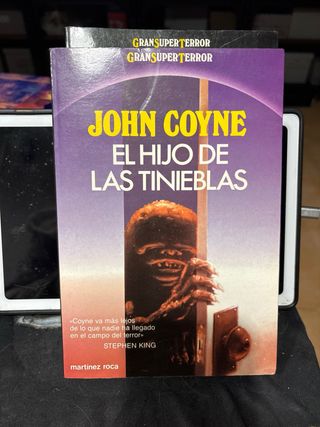 GRANSUPERTERROR
GRANSUPERTERROR
JOHN COYNE
EL HIJO DE
LAS TINIEBLAS
«Coyne va más lejos
de lo que nadie ha llegado
en el campo del terror»
STEPHEN KING
martínez roca